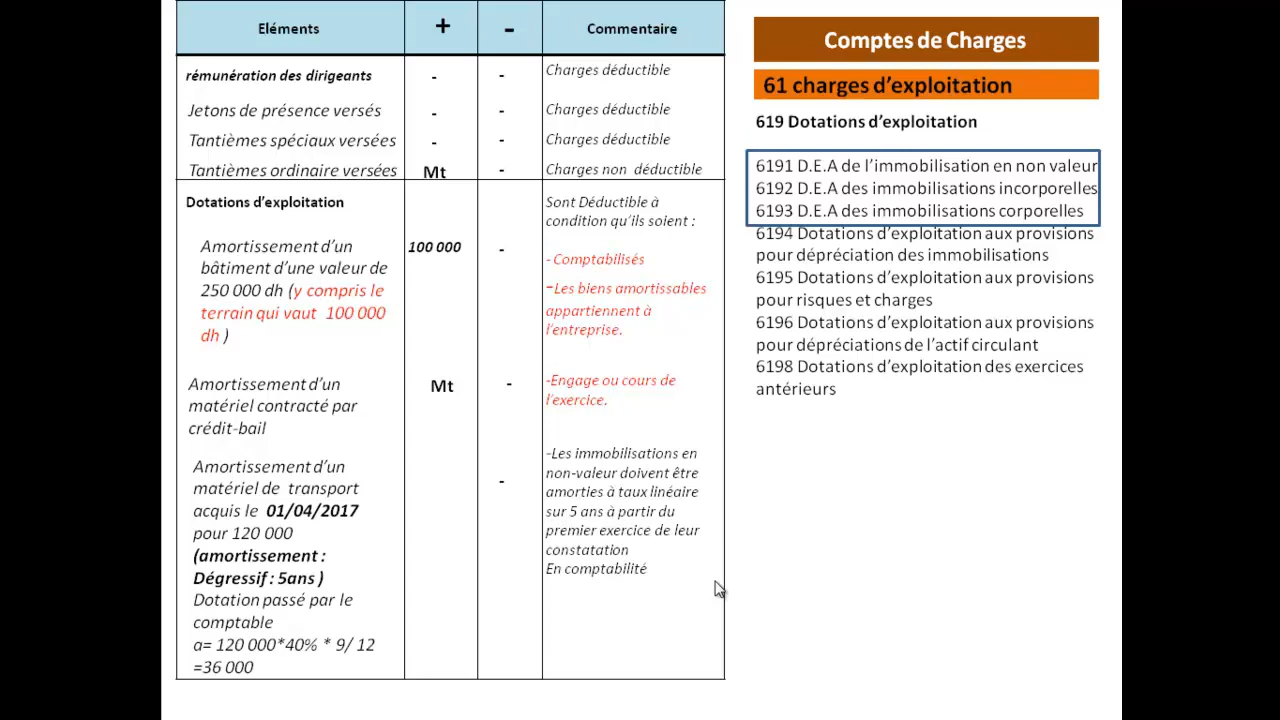 Eléments + - Commentaire
rémunération des dirigeants - - Charges déductible
Jetons de présence versés - - Charges déductible
Tantièmes spéciaux versées - - Charges déductible
Tantièmes ordinaire versées Mt - Charges non déductible
Dotations d’exploitation
Sont Déductible à
condition qu’ils soient :
Amortissement d’un
bâtiment d’une valeur de
250 000 dh (y compris le
terrain qui vaut 100 000
dh )
100 000 -
- Comptabilisés
-Les biens amortissables
appartiennent à
l’entreprise.
Amortissement d’un
matériel contracté par
crédit-bail
Mt -
-Engage ou cours de
l’exercice.
Amortissement d’un
matériel de transport
acquis le 01/04/2017
pour 120 000
(amortissement :
Dégressif : 5ans )
Dotation passé par le
comptable
a= 120 000*40% * 9/ 12
=36 000
-
-Les immobilisations en
non-valeur doivent être
amorties à taux linéaire
sur 5 ans à partir du
premier exercice de leur
constatation
En comptabilité
Comptes de Charges
61 charges d’exploitation
619 Dotations d’exploitation
6191 D.E.A de l’immobilisation en non valeur
6192 D.E.A des immobilisations incorporelles
6193 D.E.A des immobilisations corporelles
6194 Dotations d’exploitation aux provisions
pour dépréciation des immobilisations
6195 Dotations d’exploitation aux provisions
pour risques et charges
6196 Dotations d’exploitation aux provisions
pour dépréciations de l’actif circulant
6198 Dotations d’exploitation des exercices
antérieurs